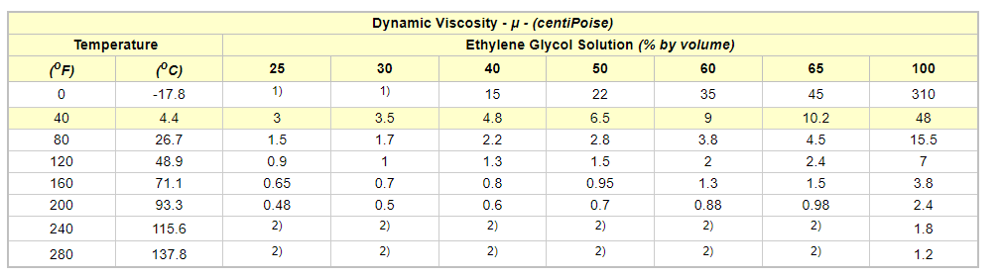 Dynamic Viscosity - μ - (centiPoise)
Temperature Ethylene Glycol Solution (% by volume)
(oF) (oC) 25 30 40 50 60 65 100
0 -17.8 1) 1) 15 22 35 45 310
40 4.4 3 3.5 4.8 6.5 9 10.2 48
80 26.7 1.5 1.7 2.2 2.8 3.8 4.5 15.5
120 48.9 0.9 1 1.3 1.5 2 2.4 7
160 71.1 0.65 0.7 0.8 0.95 1.3 1.5 3.8
200 93.3 0.48 0.5 0.6 0.7 0.88 0.98 2.4
240 115.6 2) 2) 2) 2) 2) 2) 1.8
280 137.8 2) 2) 2) 2) 2) 2) 1.2